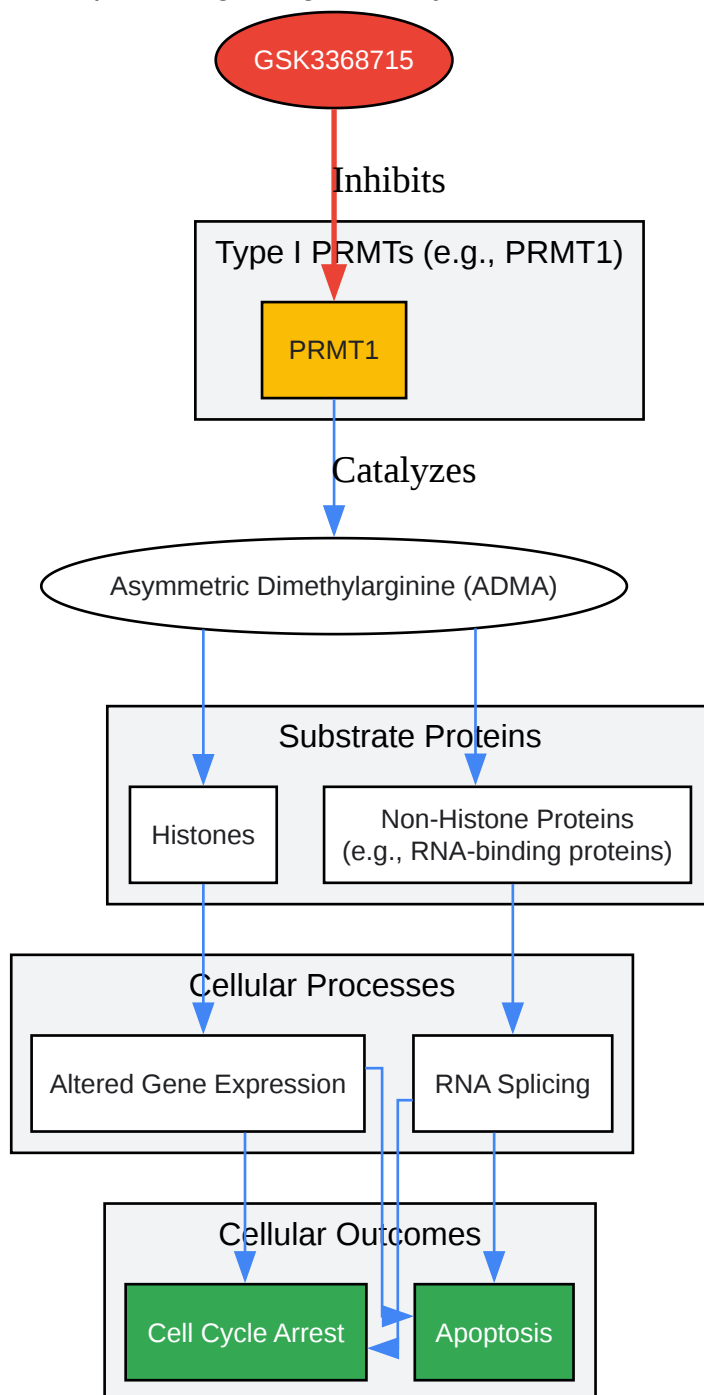 GSK3368715
Inhibits
Type I PRMTs (e.g., PRMT1)
PRMT1
Catalyzes
Asymmetric Dimethylarginine (ADMA)
Substrate Proteins
Histones
Non-Histone Proteins
(e.g., RNA-binding proteins)
Cellular Processes
Altered Gene Expression
RNA Splicing
Cellular Outcomes
Cell Cycle Arrest
Apoptosis